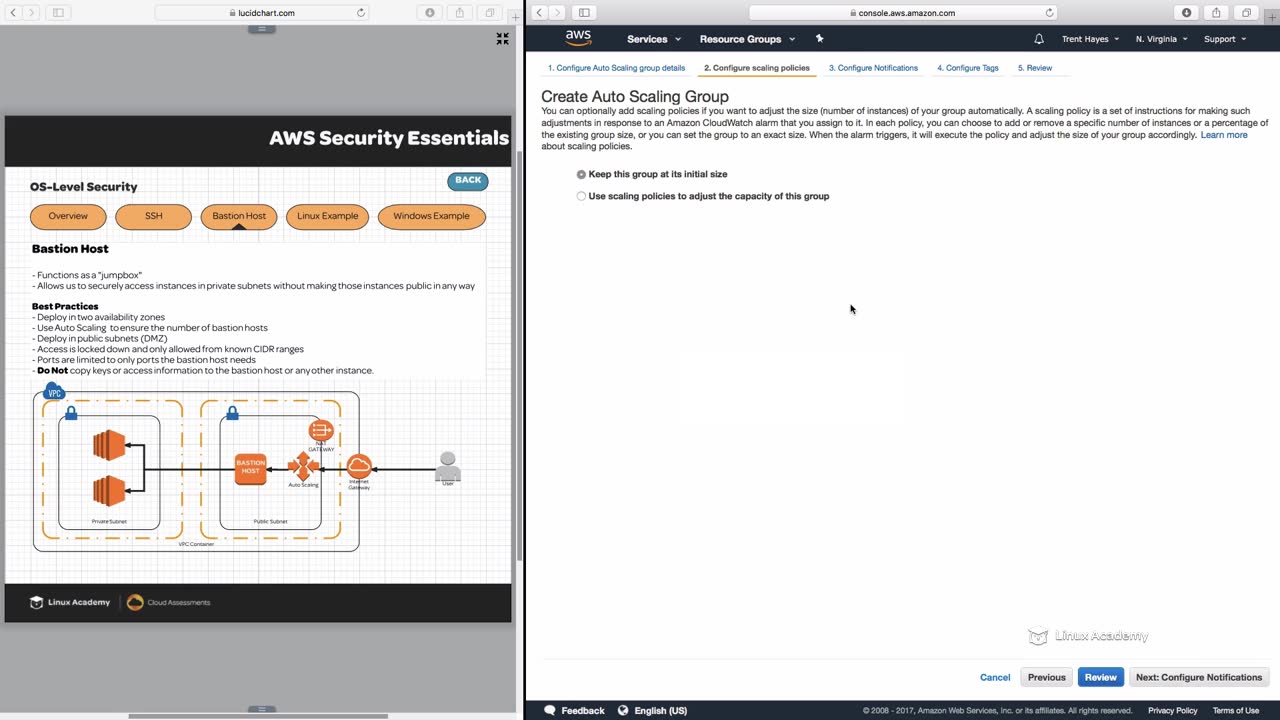 lucidchart.com
AWS Security Essentials
OS-Level Security
BACK
Overview
SSH
Bastion Host
Linux Example
Windows Example
Bastion Host
- Functions as a "jumpbox"
- Allows us to securely access instances in private subnets without making those instances public in any way
Best Practices
- Deploy in two availability zones
- Use Auto Scaling to ensure the number of bastion hosts
- Deploy in public subnets (DMZ)
- Access is locked down and only allowed from known CIDR ranges
- Ports are limited to only ports the bastion host needs
- Do Not copy keys or access information to the bastion host or any other instance.
VPC
NAT
GATEWAY
BASTION
HOST
Auto Scaling
Internet
Gateway
User
Private Subnet
Public Subnet
VPC Container
Linux Academy
Cloud Assessments
console.aws.amazon.com
aws
Services
Resource Groups
Trent Hayes
N. Virginia
Support
1. Configure Auto Scaling group details
2. Configure scaling policies
3. Configure Notifications
4. Configure Tags
5. Review
Create Auto Scaling Group
You can optionally add scaling policies if you want to adjust the size (number of instances) of your group automatically. A scaling policy is a set of instructions for making such
adjustments in response to an Amazon CloudWatch alarm that you assign to it. In each policy, you can choose to add or remove a specific number of instances or a percentage of
the existing group size, or you can set the group to an exact size. When the alarm triggers, it will execute the policy and adjust the size of your group accordingly. Learn more
about scaling policies.
Keep this group at its initial size
Use scaling policies to adjust the capacity of this group
Linux Academy
Cancel
Previous
Review
Next: Configure Notifications
Feedback
English (US)
© 2008 - 2017, Amazon Web Services, Inc. or its affiliates. All rights reserved.
Privacy Policy
Terms of Use